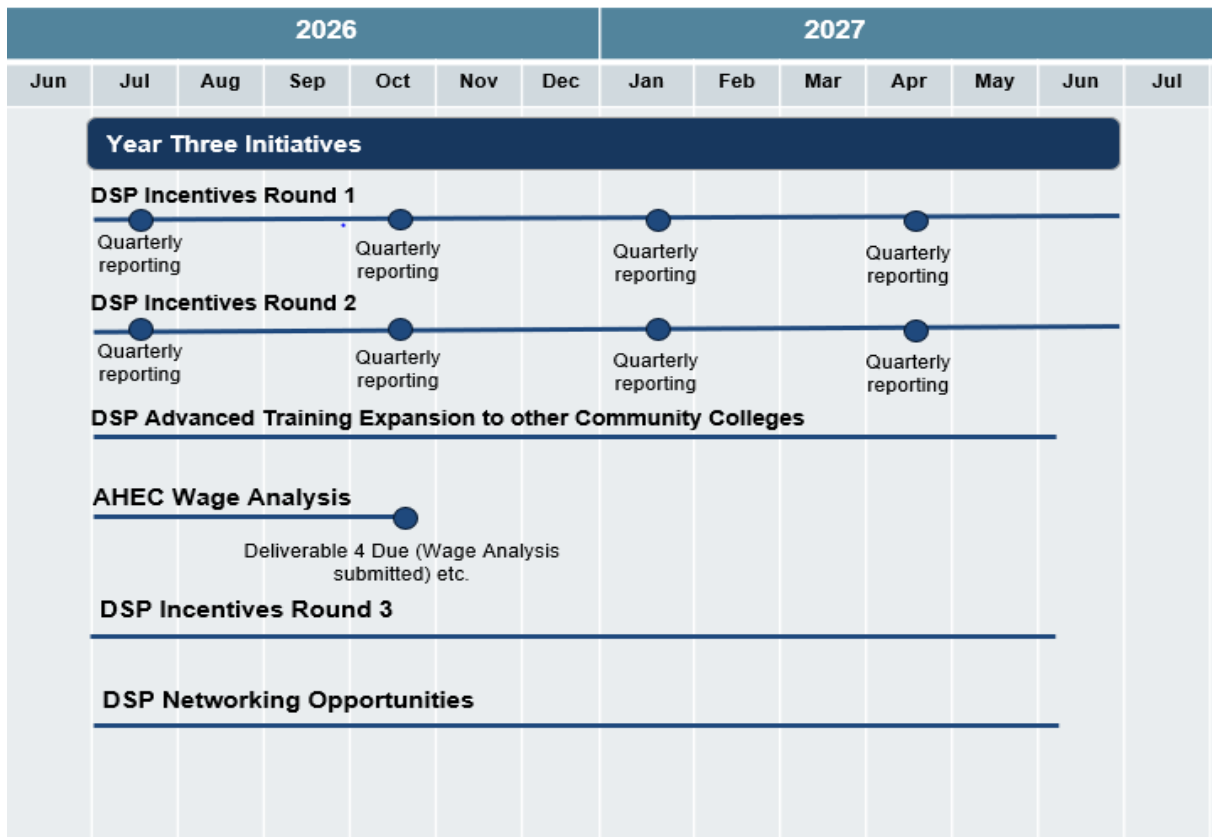 2026 2027
Jun Jul Aug Sep Oct Nov Dec Jan Feb Mar Apr May Jun Jul
Year Three Initiatives
DSP Incentives Round 1
Quarterly
reporting
Quarterly
reporting
Quarterly
reporting
Quarterly
reporting
DSP Incentives Round 2
Quarterly
reporting
Quarterly
reporting
Quarterly
reporting
Quarterly
reporting
DSP Advanced Training Expansion to other Community Colleges
AHEC Wage Analysis
Deliverable 4 Due (Wage Analysis
submitted) etc.
DSP Incentives Round 3
DSP Networking Opportunities